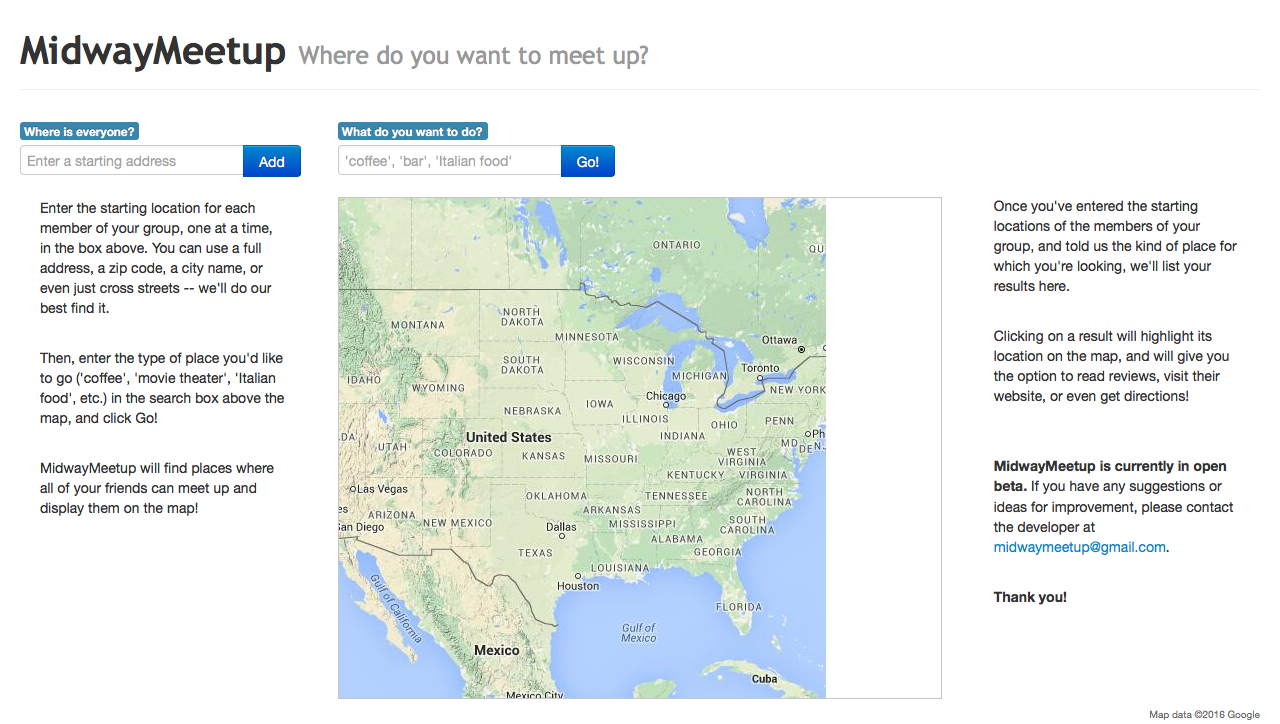 MidwayMeetup Where do you want to meet up?
Where is everyone?
Enter a starting address
Add
What do you want to do?
'coffee', 'bar', 'Italian food'
Go!
Enter the starting location for each
member of your group, one at a time,
in the box above. You can use a full
address, a zip code, a city name, or
even just cross streets -- we'll do our
best find it.
Then, enter the type of place you'd like
to go ('coffee', 'movie theater', 'Italian
food', etc.) in the search box above the
map, and click Go!
MidwayMeetup will find places where
all of your friends can meet up and
display them on the map!
ONTARIO
QU
NORTH
DAKOTA
MONTANA
MINNESOTA
Ottawa
SOUTH
DAKOTA
WISCONSIN
MICHIGAN
Toronto
IDAHO
WYOMING
NEW YORK
Chicago
IOWA
NEBRASKA
ILLINOIS
OHIO
PENN
INDIANA
Ph
DA
United States
MD
DEN
UTAH
COLORADO
KANSAS
MISSOURI
WEST
VIRGINIA
KENTUCKY
VIRGINIA
Las Vegas
OKLAHOMA
TENNESSEE
NORTH
CAROLINA
es
ARIZONA
ARKANSAS
San Diego
NEW MEXICO
Dallas
MISSISSIPPI
SOUTH
CAROLINA
ALABAMA
TEXAS
GEORGIA
LOUISIANA
Houston
Gulf of California
FLORIDA
Gulf of
Mexico
Mexico
Cuba
Mexico City
Once you've entered the starting
locations of the members of your
group, and told us the kind of place for
which you're looking, we'll list your
results here.
Clicking on a result will highlight its
location on the map, and will give you
the option to read reviews, visit their
website, or even get directions!
MidwayMeetup is currently in open
beta. If you have any suggestions or
ideas for improvement, please contact
the developer at
midwaymeetup@gmail.com.
Thank you!
Map data ©2016 Google